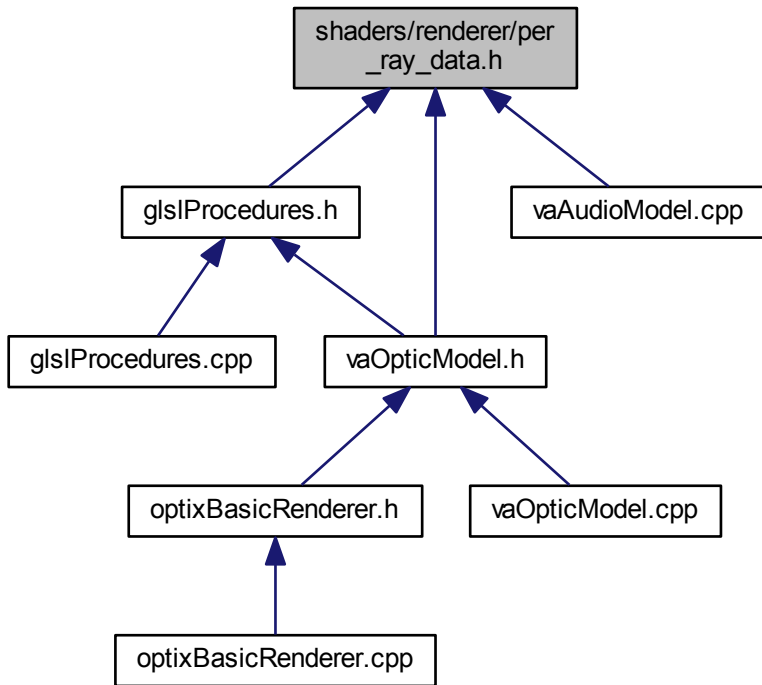 shaders/renderer/per
_ray_data.h
glslProcedures.h
vaAudioModel.cpp
glslProcedures.cpp
vaOpticModel.h
optixBasicRenderer.h
vaOpticModel.cpp
optixBasicRenderer.cpp